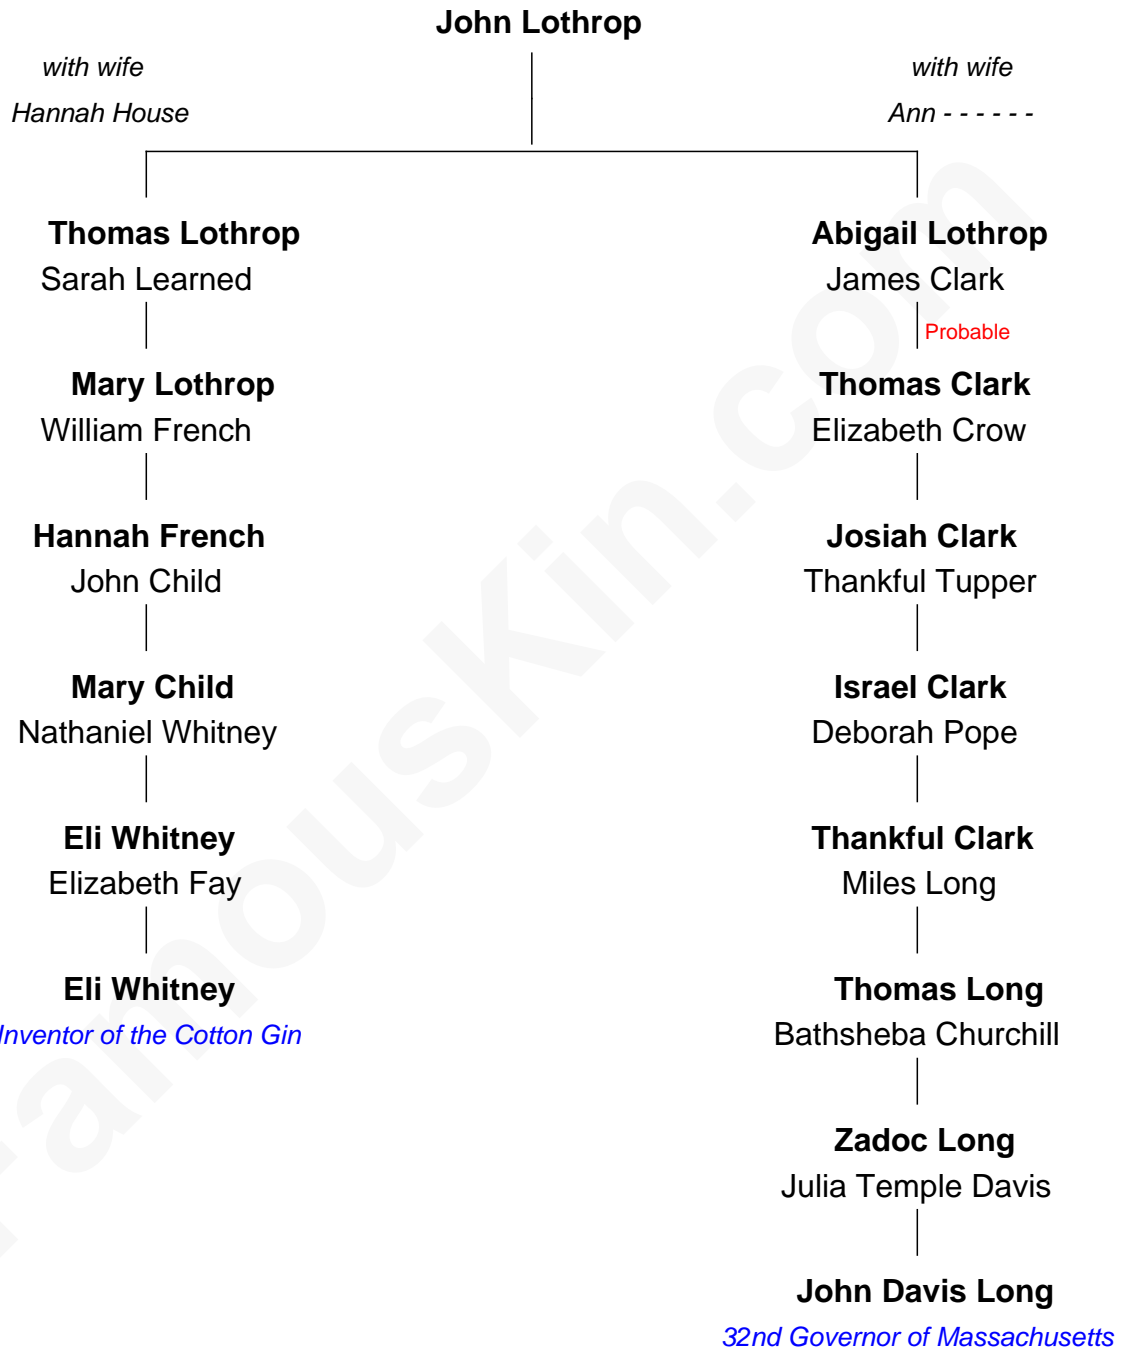 John Lothrop
with wife
Hannah House
with wife
Ann - - - - - -
Thomas Lothrop
Sarah Learned
Abigail Lothrop
James Clark
Probable
Mary Lothrop
William French
Thomas Clark
Elizabeth Crow
Hannah French
John Child
Josiah Clark
Thankful Tupper
Mary Child
Nathaniel Whitney
Israel Clark
Deborah Pope
Eli Whitney
Elizabeth Fay
Thankful Clark
Miles Long
Eli Whitney
Inventor of the Cotton Gin
Thomas Long
Bathsheba Churchill
Zadoc Long
Julia Temple Davis
John Davis Long
32nd Governor of Massachusetts
FamousKin.com